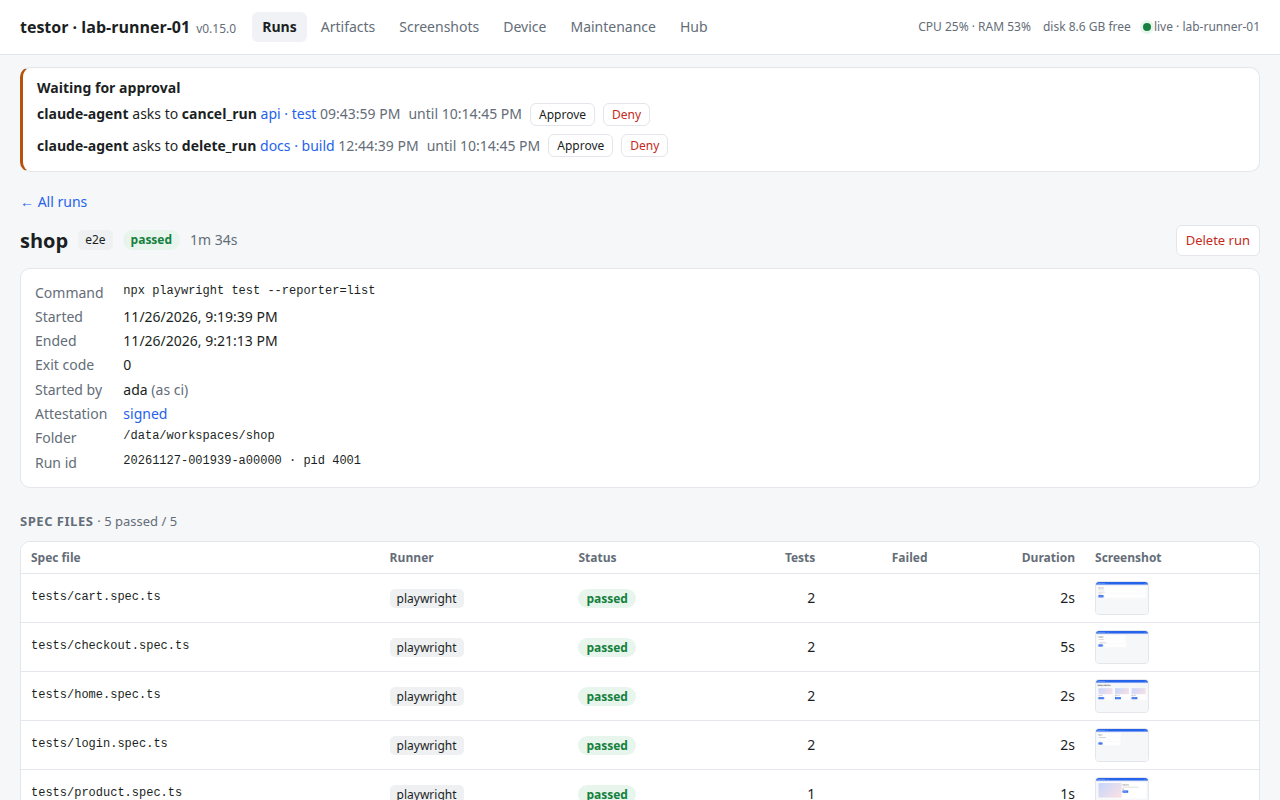 testor · lab-runner-01 v0.15.0 Runs Artifacts Screenshots Device Maintenance Hub CPU 25% · RAM 53% disk 8.6 GB free live · lab-runner-01
Waiting for approval
claude-agent asks to cancel_run api · test 09:43:59 PM until 10:14:45 PM Approve Deny
claude-agent asks to delete_run docs · build 12:44:39 PM until 10:14:45 PM Approve Deny
← All runs
shop e2e passed 1m 34s Delete run
Command npx playwright test --reporter=list
Started 11/26/2026, 9:19:39 PM
Ended 11/26/2026, 9:21:13 PM
Exit code 0
Started by ada (as ci)
Attestation signed
Folder /data/workspaces/shop
Run id 20261127-001939-a00000 · pid 4001
SPEC FILES · 5 passed / 5
Spec file Runner Status Tests Failed Duration Screenshot
tests/cart.spec.ts playwright passed 2 2s
tests/checkout.spec.ts playwright passed 2 5s
tests/home.spec.ts playwright passed 2 2s
tests/login.spec.ts playwright passed 2 2s
tests/product.spec.ts playwright passed 1 1s